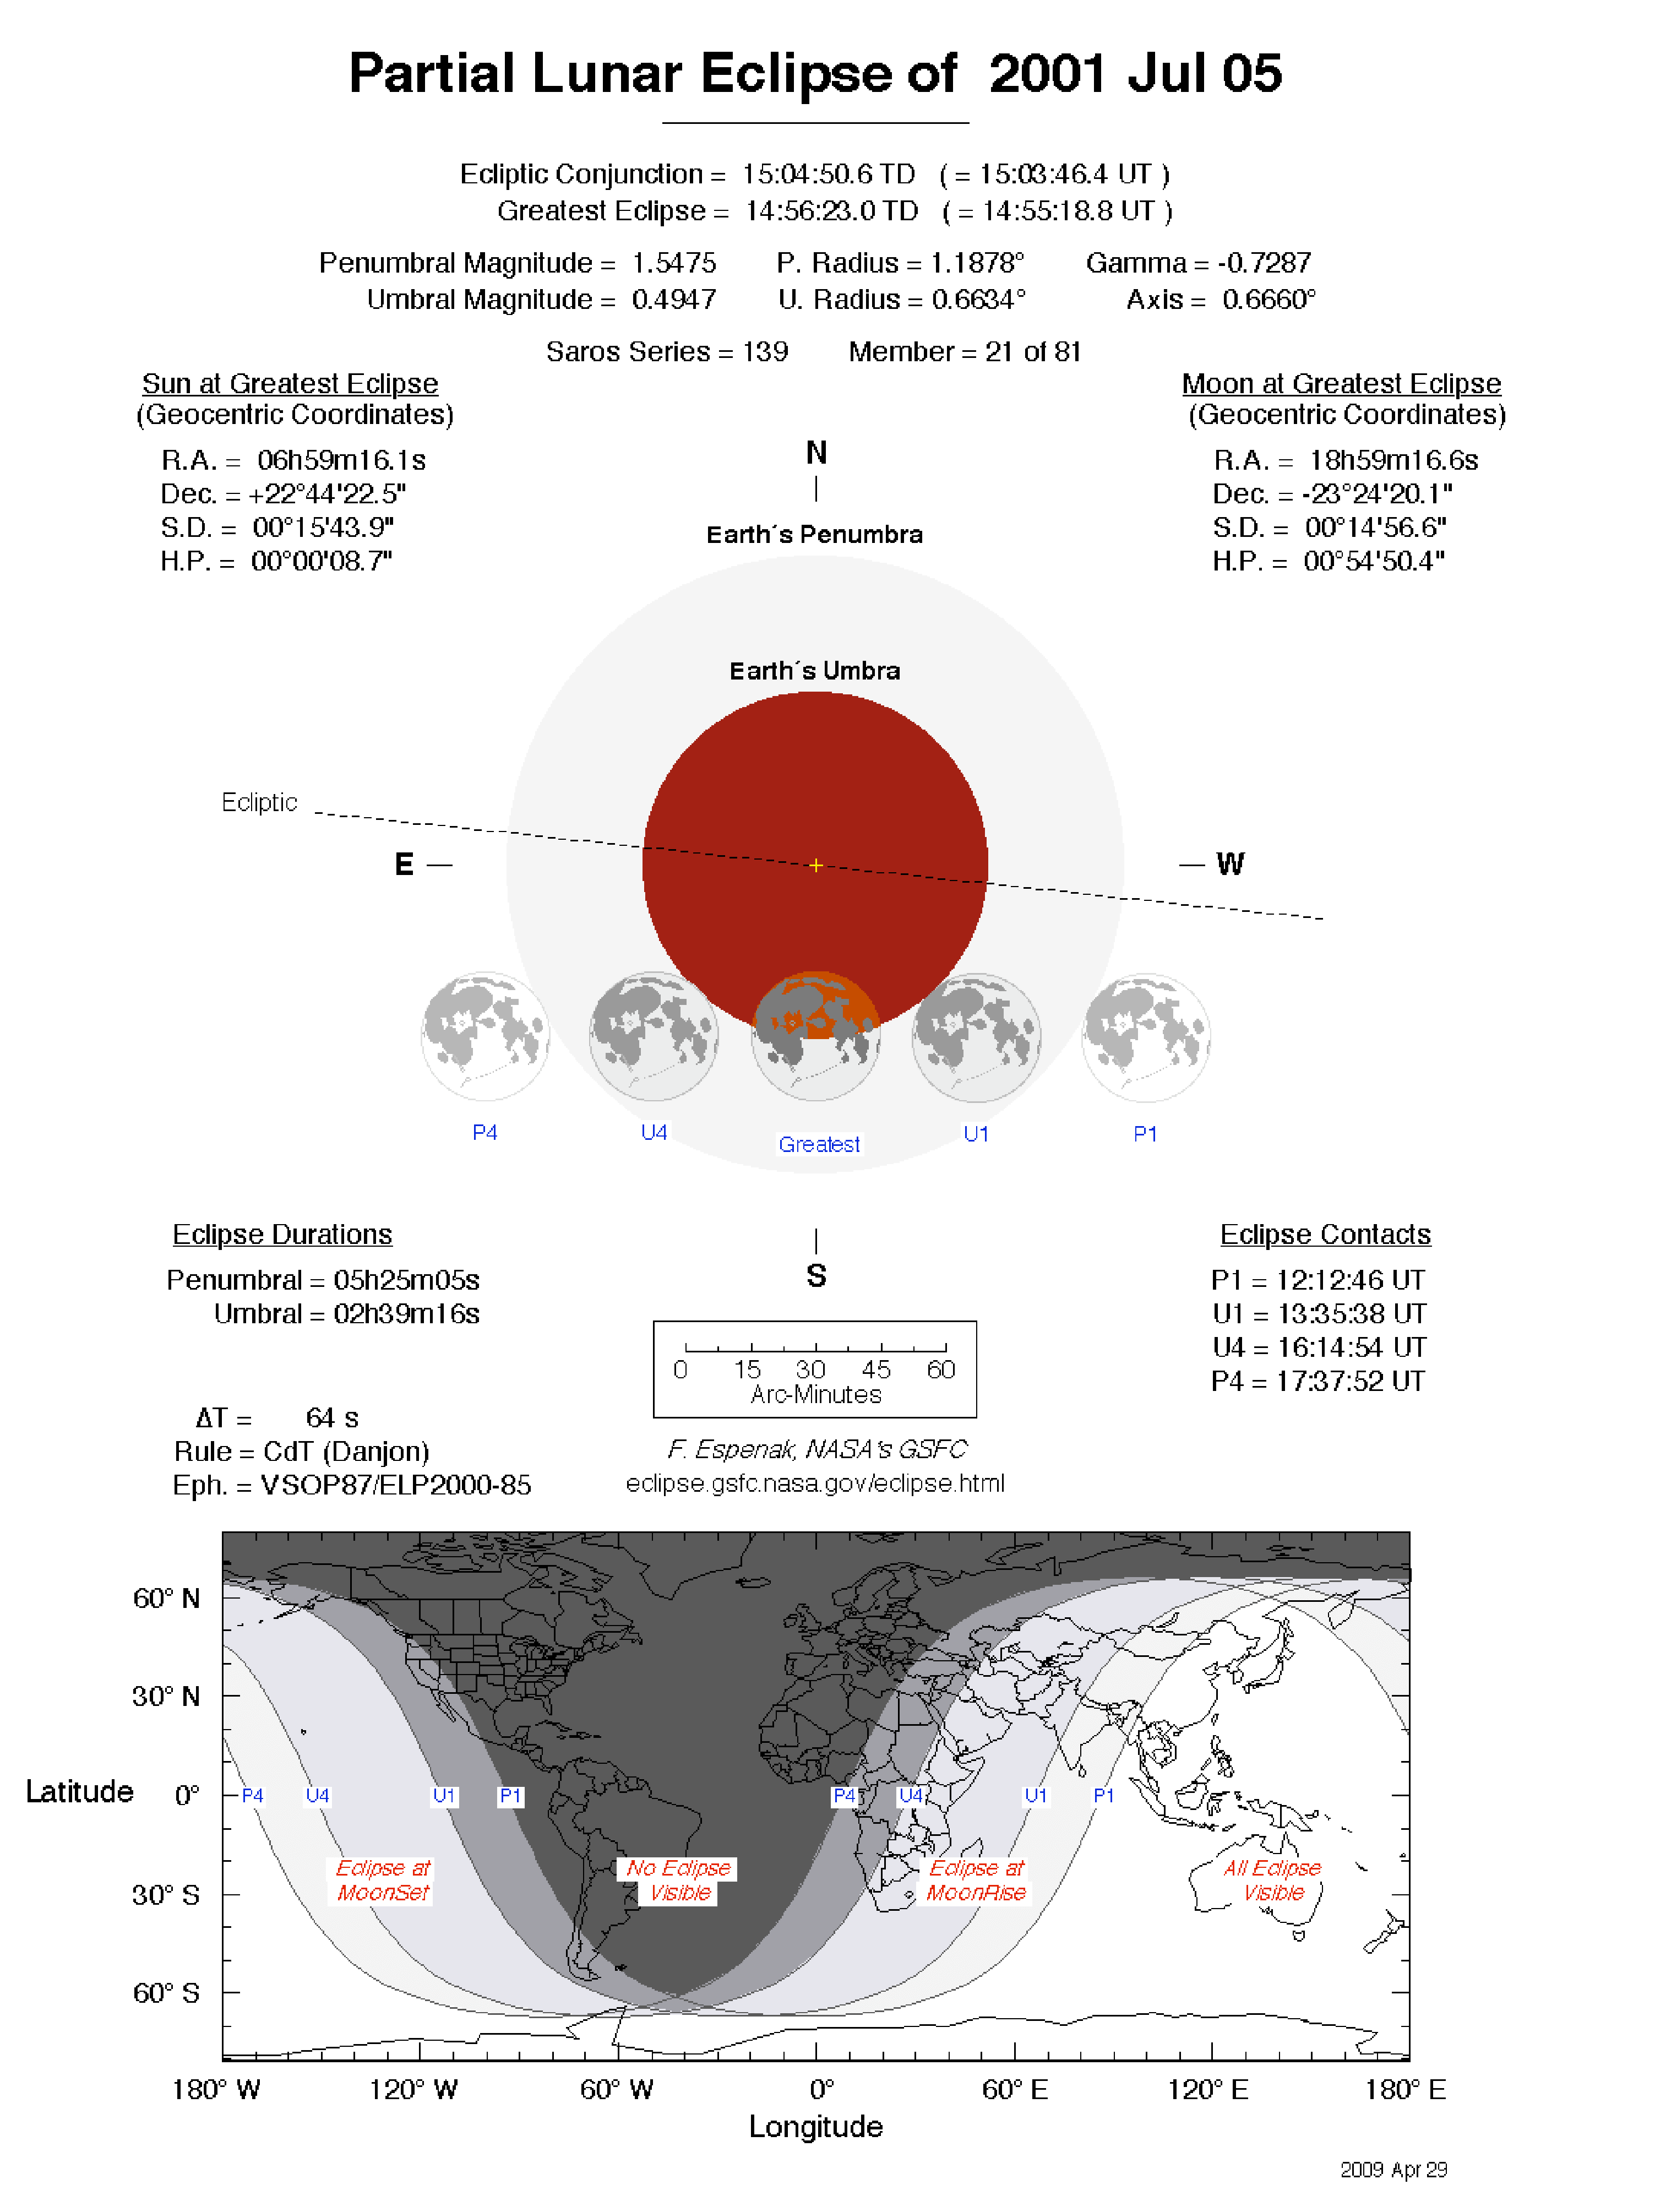 Partial Lunar Eclipse of 2001 Jul 05
Ecliptic Conjunction = 15:04:50.6 TD ( = 15:03:46.4 UT )
Greatest Eclipse = 14:56:23.0 TD ( = 14:55:18.8 UT )
Penumbral Magnitude = 1.5475 P. Radius = 1.1878° Gamma = -0.7287
Umbral Magnitude = 0.4947 U. Radius = 0.6634° Axis = 0.6660°
Saros Series = 139 Member = 21 of 81
Sun at Greatest Eclipse
(Geocentric Coordinates)
R.A. = 06h59m16.1s
Dec. = +22°44'22.5"
S.D. = 00°15'43.9"
H.P. = 00°00'08.7"
Moon at Greatest Eclipse
(Geocentric Coordinates)
R.A. = 18h59m16.6s
Dec. = -23°24'20.1"
S.D. = 00°14'56.6"
H.P. = 00°54'50.4"
N
Earth´s Penumbra
Earth´s Umbra
Ecliptic
E
W
P4 U4 Greatest U1 P1
S
Eclipse Durations
Penumbral = 05h25m05s
Umbral = 02h39m16s
Eclipse Contacts
P1 = 12:12:46 UT
U1 = 13:35:38 UT
U4 = 16:14:54 UT
P4 = 17:37:52 UT
0 15 30 45 60
Arc-Minutes
ΔT = 64 s
Rule = CdT (Danjon)
Eph. = VSOP87/ELP2000-85
F. Espenak, NASA's GSFC
eclipse.gsfc.nasa.gov/eclipse.html
60° N
30° N
Latitude 0°
30° S
60° S
P4 U4 U1 P1 P4 U4 U1 P1
Eclipse at
MoonSet
No Eclipse
Visible
Eclipse at
MoonRise
All Eclipse
Visible
180° W 120° W 60° W 0° 60° E 120° E 180° E
Longitude
2009 Apr 29